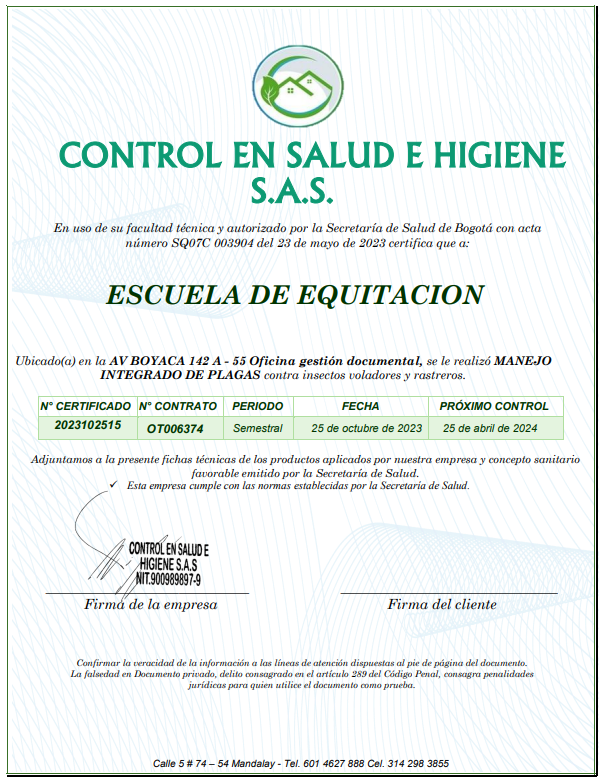 CONTROL EN SALUD E HIGIENE
S.A.S.
En uso de su facultad técnica y autorizado por la Secretaría de Salud de Bogotá con acta
número SQ07C 003904 del 23 de mayo de 2023 certifica que a:
ESCUELA DE EQUITACION
Ubicado(a) en la AV BOYACA 142 A - 55 Oficina gestión documental, se le realizó MANEJO
INTEGRADO DE PLAGAS contra insectos voladores y rastreros.
N° CERTIFICADO N° CONTRATO PERIODO FECHA PRÓXIMO CONTROL
2023102515 OT006374 Semestral 25 de octubre de 2023 25 de abril de 2024
Adjuntamos a la presente fichas técnicas de los productos aplicados por nuestra empresa y concepto sanitario
favorable emitido por la Secretaría de Salud.
✓ Esta empresa cumple con las normas establecidas por la Secretaría de Salud.
CONTROL EN SALUD E
HIGIENE S.A.S
NIT.900989897-9
Firma de la empresa Firma del cliente
Confirmar la veracidad de la información a las líneas de atención dispuestas al pie de página del documento.
La falsedad en Documento privado, delito consagrado en el artículo 289 del Código Penal, consagra penalidades
jurídicas para quien utilice el documento como prueba.
Calle 5 # 74 – 54 Mandalay - Tel. 601 4627 888 Cel. 314 298 3855